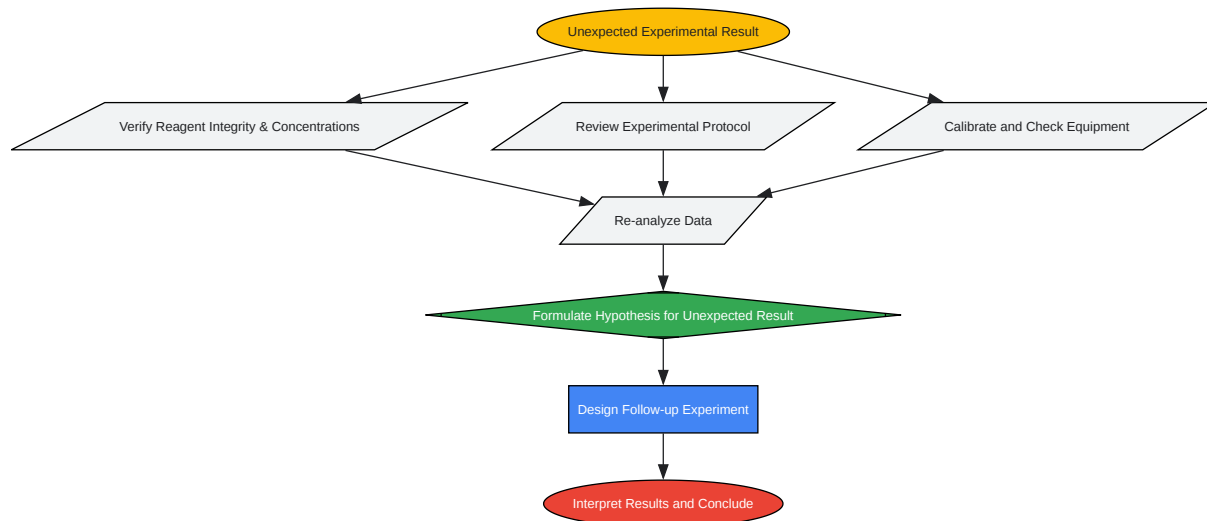 Unexpected Experimental Result
Verify Reagent Integrity & Concentrations
Review Experimental Protocol
Calibrate and Check Equipment
Re-analyze Data
Formulate Hypothesis for Unexpected Result
Design Follow-up Experiment
Interpret Results and Conclude